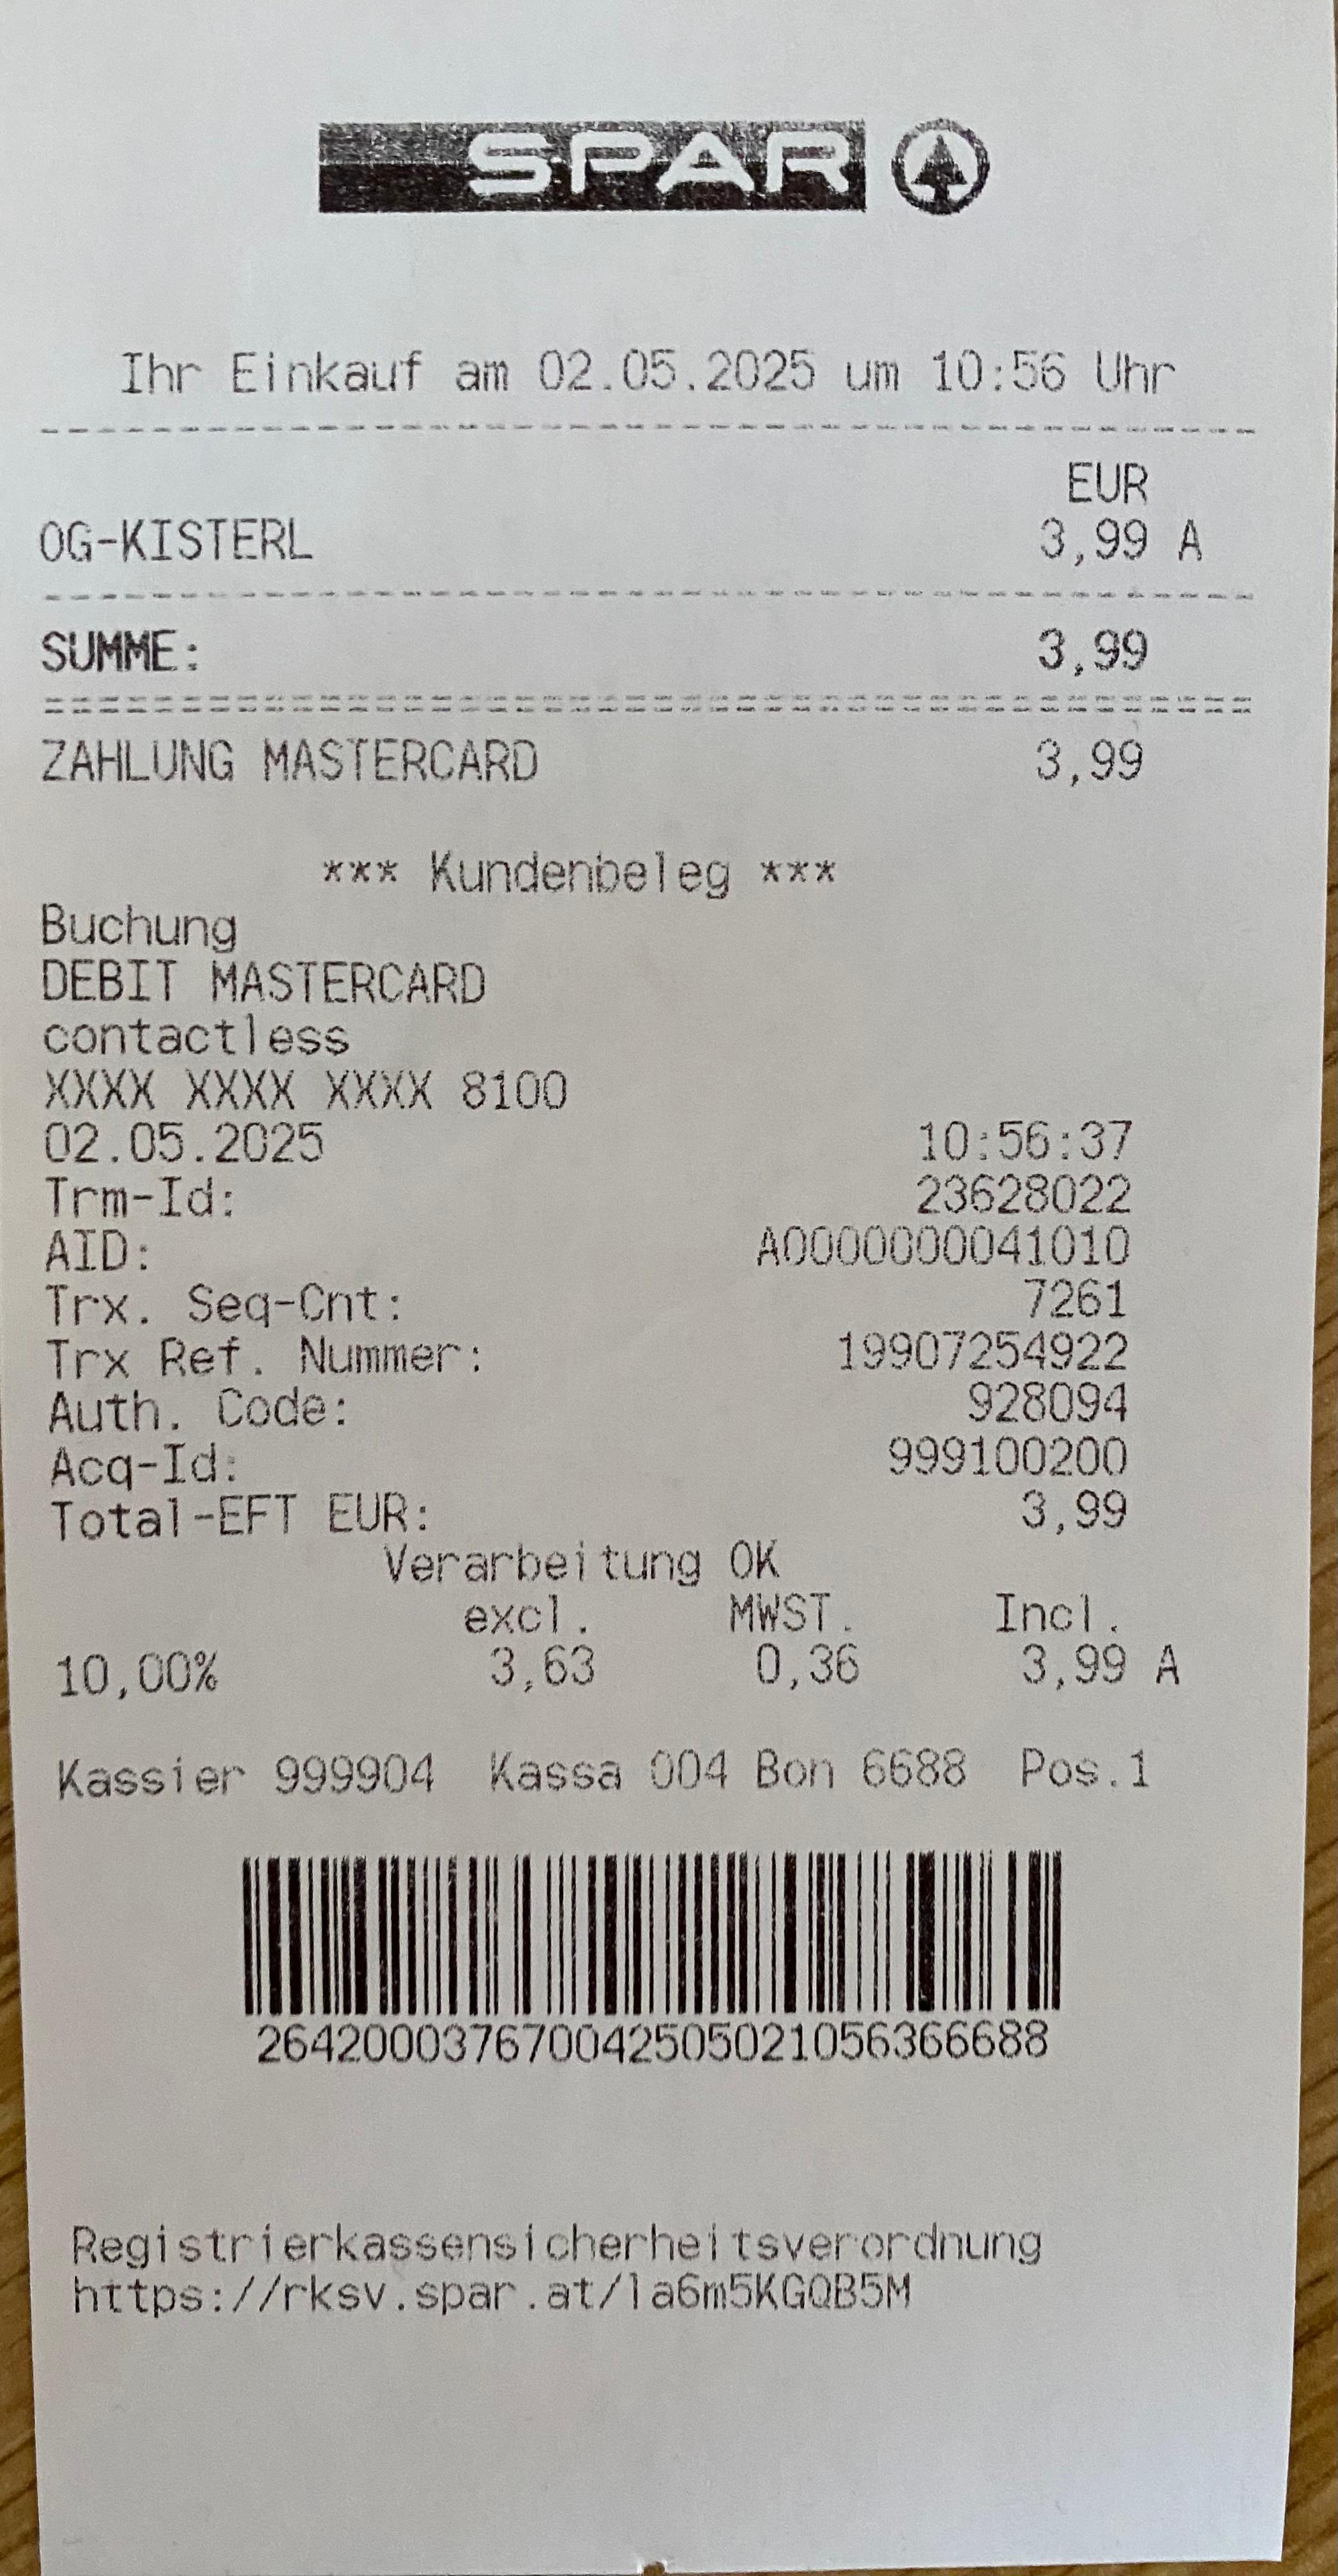 SPAR
Ihr Einkauf am 02.05.2025 um 10:56 Uhr
EUR
OG-KISTERL 3,99 A
SUMME: 3,99
ZAHLUNG MASTERCARD 3,99
*** Kundenbeleg ***
Buchung
DEBIT MASTERCARD
contactless
XXXX XXXX XXXX 8100
02.05.2025 10:56:37
Trm-Id: 23628022
AID: A0000000041010
Trx. Seq-Cnt: 7261
Trx Ref. Nummer: 19907254922
Auth. Code: 928094
Acq-Id: 999100200
Total-EFT EUR: 3,99
Verarbeitung OK
excl. MWST. Incl.
10,00% 3,63 0,36 3,99 A
Kassier 999904 Kassa 004 Bon 6688 Pos.1
264200037670042505021056366688
Registrierkassensicherheitsverordnung
https://rksv.spar.at/la6m5KGQB5M